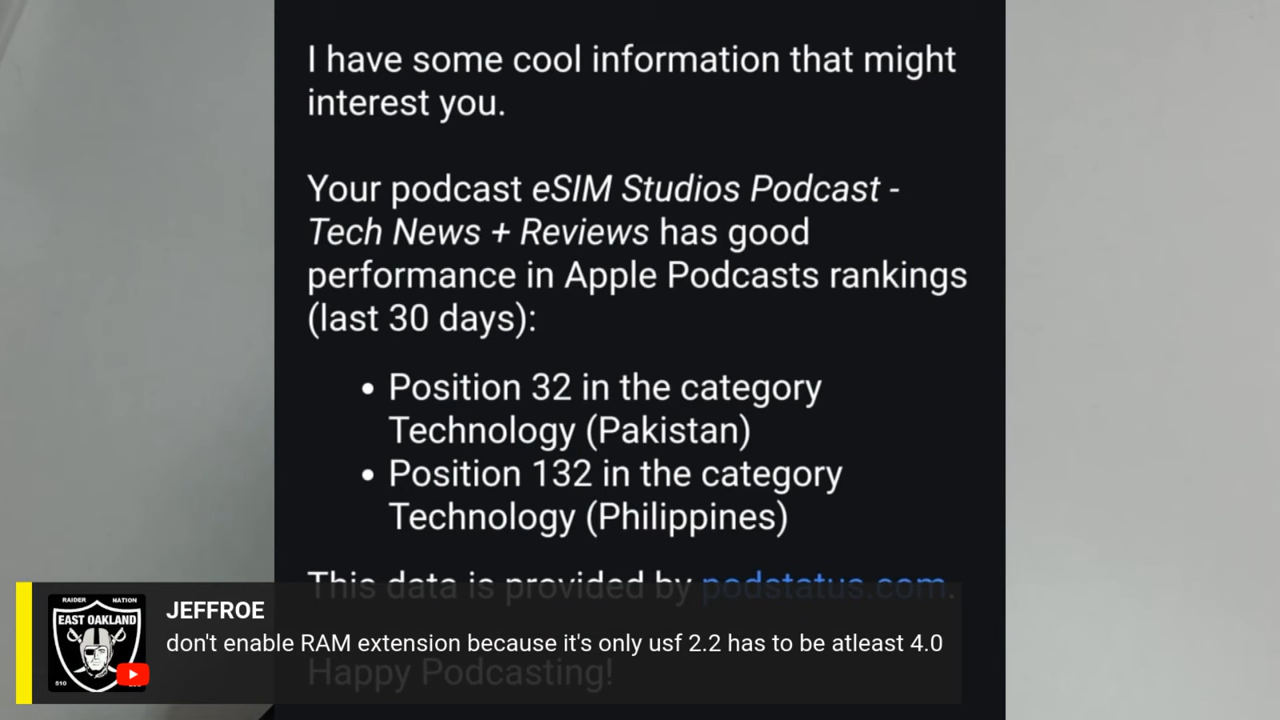 I have some cool information that might
interest you.
Your podcast eSIM Studios Podcast -
Tech News + Reviews has good
performance in Apple Podcasts rankings
(last 30 days):
• Position 32 in the category
Technology (Pakistan)
• Position 132 in the category
Technology (Philippines)
This data is provided by podstatus.com.
RAIDER NATION
EAST OAKLAND
510
JEFFROE
don't enable RAM extension because it's only usf 2.2 has to be atleast 4.0
Happy Podcasting!